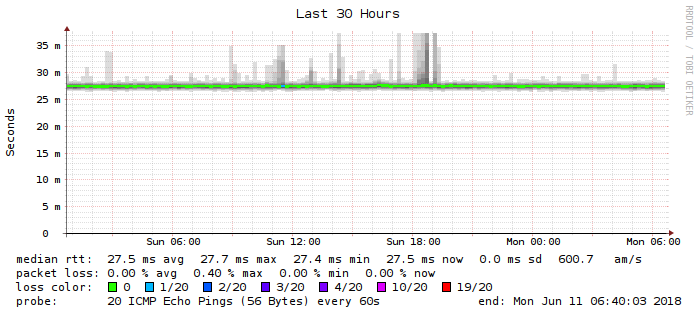 Last 30 Hours
RRDTOOL / TOBI OETIKER
Seconds
35 m
30 m
25 m
20 m
15 m
10 m
5 m
0
Sun 06:00 Sun 12:00 Sun 18:00 Mon 00:00 Mon 06:00
median rtt: 27.5 ms avg 27.7 ms max 27.4 ms min 27.5 ms now 0.0 ms sd 600.7 am/s
packet loss: 0.00 % avg 0.40 % max 0.00 % min 0.00 % now
loss color: 0 1/20 2/20 3/20 4/20 10/20 19/20
probe: 20 ICMP Echo Pings (56 Bytes) every 60s end: Mon Jun 11 06:40:03 2018